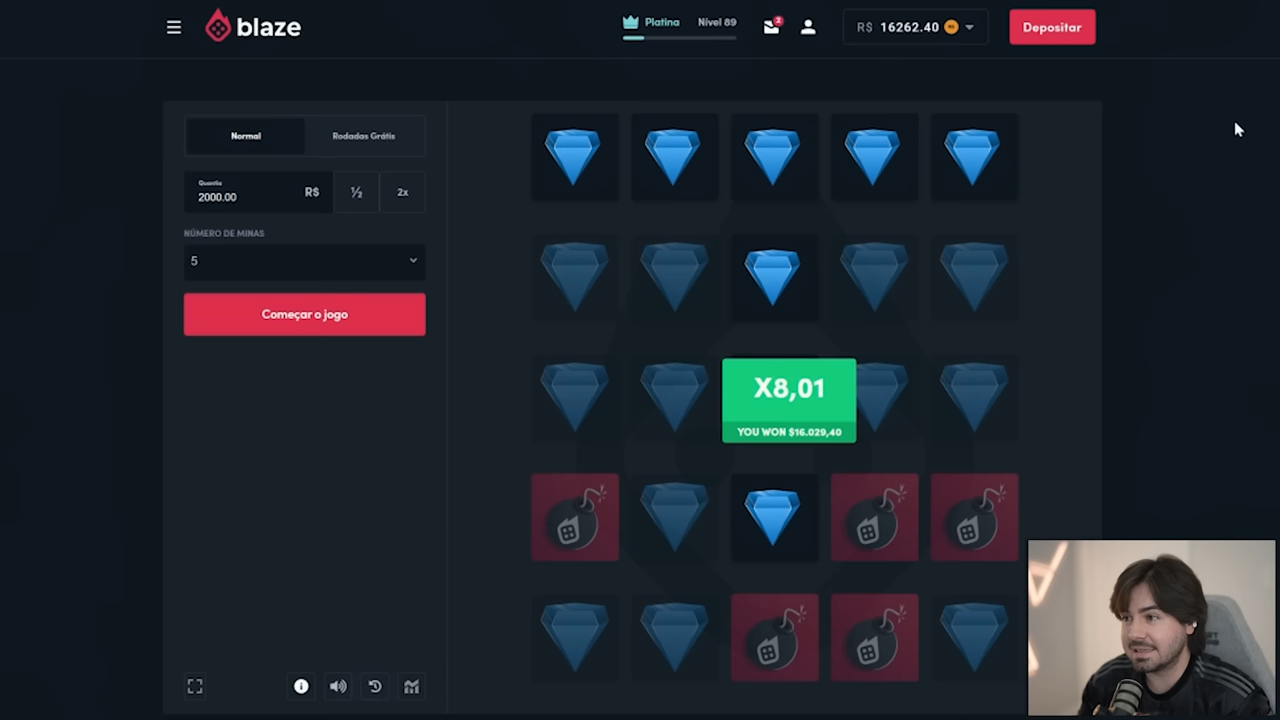 blaze
Platina Nível 89
2
R$ 16262.40
Depositar
Normal
Rodadas Grátis
Quantia
2000.00
R$
½
2x
NÚMERO DE MINAS
5
Começar o jogo
X8,01
YOU WON $16.029,40